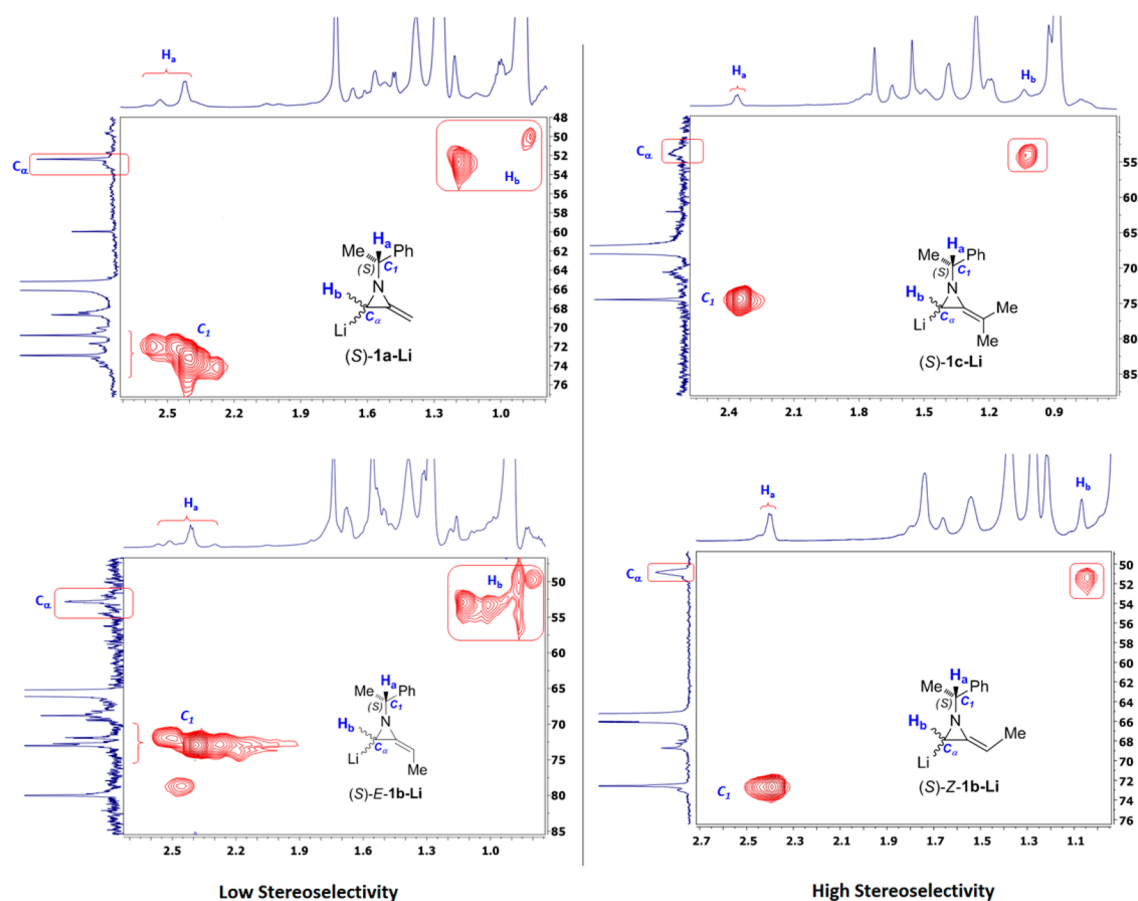 Ha
Hb
Cα
C1
Ha
Me
Ph
(S)
C1
N
Hb
Cα
Li
(S)-1a-Li
48
50
52
54
56
58
60
62
64
66
68
70
72
74
76
2.5 2.2 1.9 1.6 1.3 1.0
Ha
Hb
Cα
C1
Ha
Me
Ph
(S)
C1
N
Hb
Cα
Me
Li
Me
(S)-1c-Li
55
60
65
70
75
80
85
2.4 2.1 1.8 1.5 1.2 0.9
Ha
Hb
Cα
C1
Ha
Me
Ph
(S)
C1
N
Hb
Cα
Li
Me
(S)-E-1b-Li
50
55
60
65
70
75
80
85
2.5 2.2 1.9 1.6 1.3 1.0
Ha
Hb
Cα
C1
Ha
Me
Ph
(S)
C1
N
Hb
Me
Cα
Li
(S)-Z-1b-Li
50
52
54
56
58
60
62
64
66
68
70
72
74
76
2.7 2.5 2.3 2.1 1.9 1.7 1.5 1.3 1.1
Low Stereoselectivity
High Stereoselectivity